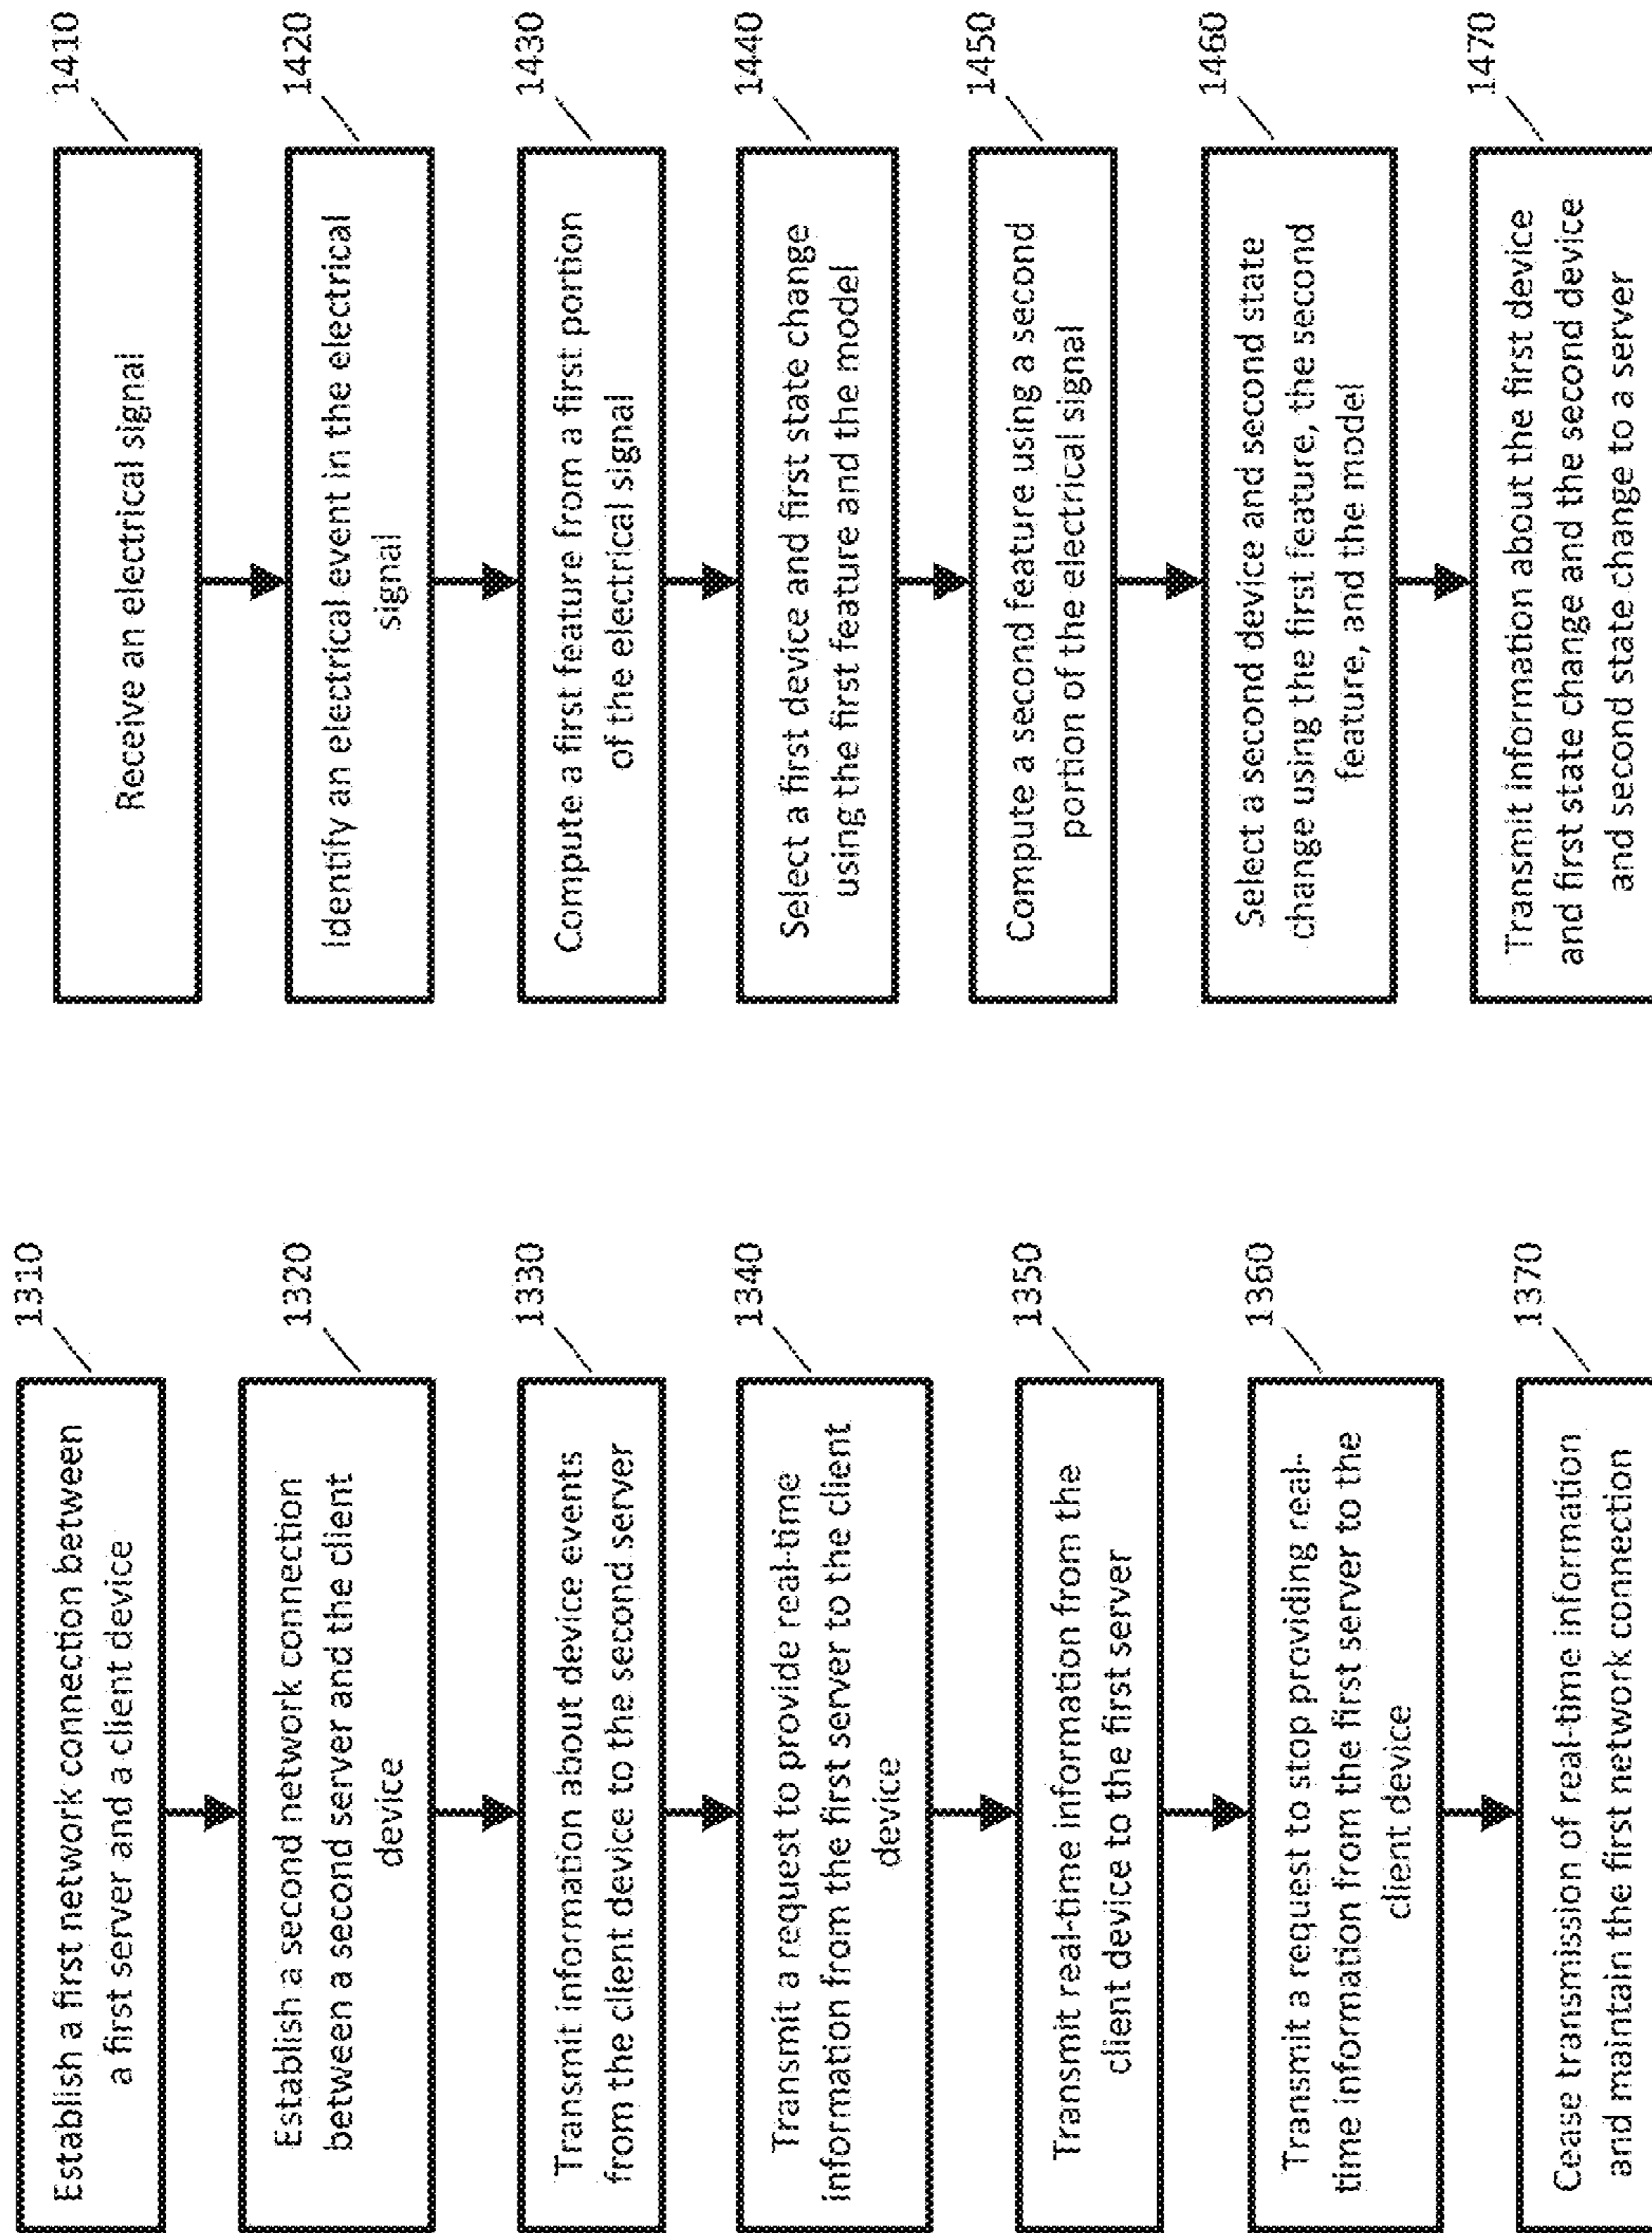 1310
Establish a first network connection between
a first server and a client device
1320
Establish a second network connection
between a second server and the client
device
1330
Transmit information about device events
from the client device to the second server
1340
Transmit a request to provide real-time
information from the first server to the client
device
1350
Transmit real-time information from the
client device to the first server
1360
Transmit a request to stop providing real-
time information from the first server to the
client device
1370
Cease transmission of real-time information
and maintain the first network connection
1410
Receive an electrical signal
1420
Identify an electrical event in the electrical
signal
1430
Compute a first feature from a first portion
of the electrical signal
1440
Select a first device and first state change
using the first feature and the model
1450
Compute a second feature using a second
portion of the electrical signal
1460
Select a second device and second state
change using the first feature, the second
feature, and the model
1470
Transmit information about the first device
and first state change and the second device
and second state change to a server